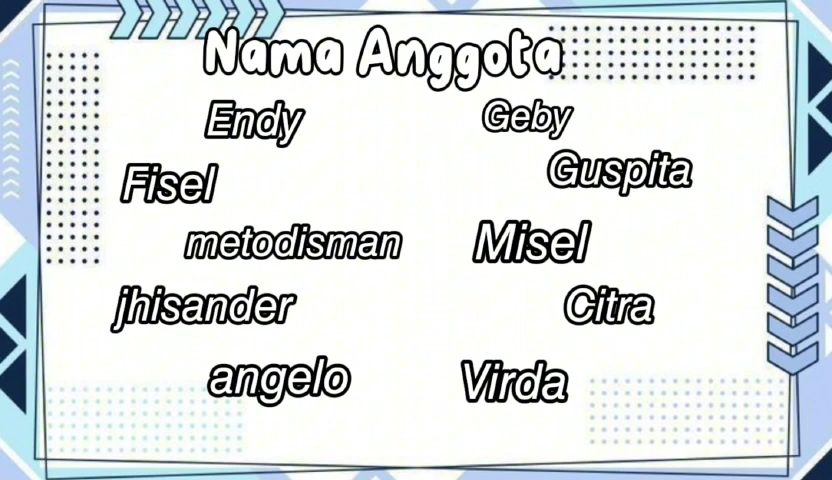 Nama Anggota
Endy
Geby
Fisel
Guspita
metodisman
Misel
jhisander
Citra
angelo
Virda